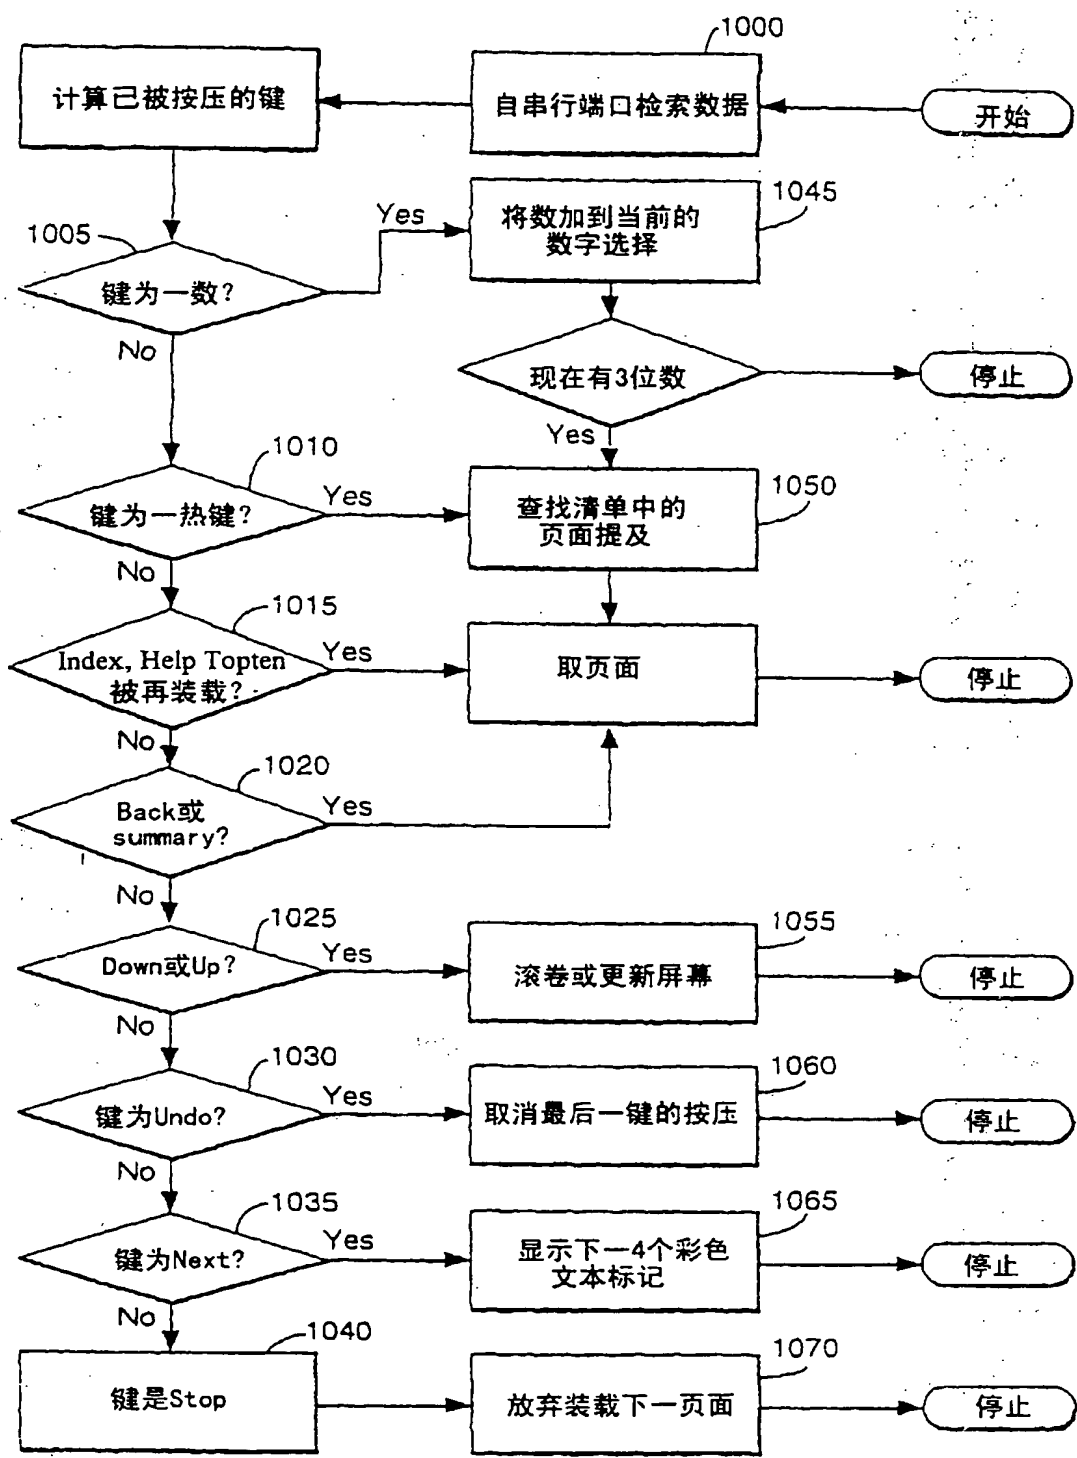 1000
计算已被按压的键
自串行端口检索数据
开始
1005
键为一数?
Yes
No
1045
将数加到当前的
数字选择
现在有3位数
停止
Yes
1010
键为一热键?
Yes
No
1050
查找清单中的
页面提及
1015
Index, Help Topten
被再装载?
Yes
No
取页面
停止
1020
Back或
summary?
Yes
No
1025
Down或Up?
Yes
No
1055
滚卷或更新屏幕
停止
1030
键为Undo?
Yes
No
1060
取消最后一键的按压
停止
1035
键为Next?
Yes
No
1065
显示下一4个彩色
文本标记
停止
1040
键是Stop
1070
放弃装载下一页面
停止